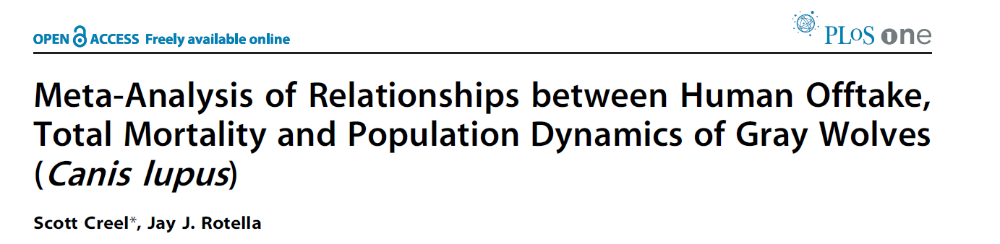 OPEN ACCESS Freely available online
PLoS one
Meta-Analysis of Relationships between Human Offtake,
Total Mortality and Population Dynamics of Gray Wolves
(Canis lupus)
Scott Creel*, Jay J. Rotella